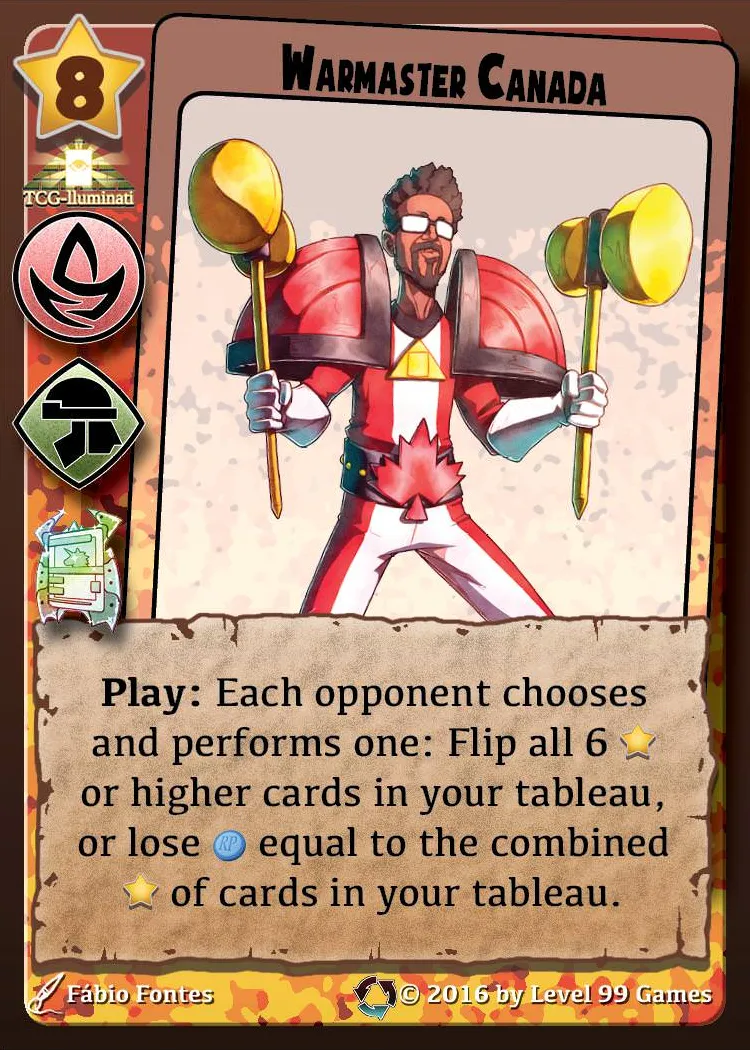 8
WARMASTER CANADA
TCG-Iluminati
Play: Each opponent chooses
and performs one: Flip all 6
or higher cards in your tableau,
or lose RP equal to the combined
of cards in your tableau.
Fábio Fontes
© 2016 by Level 99 Games